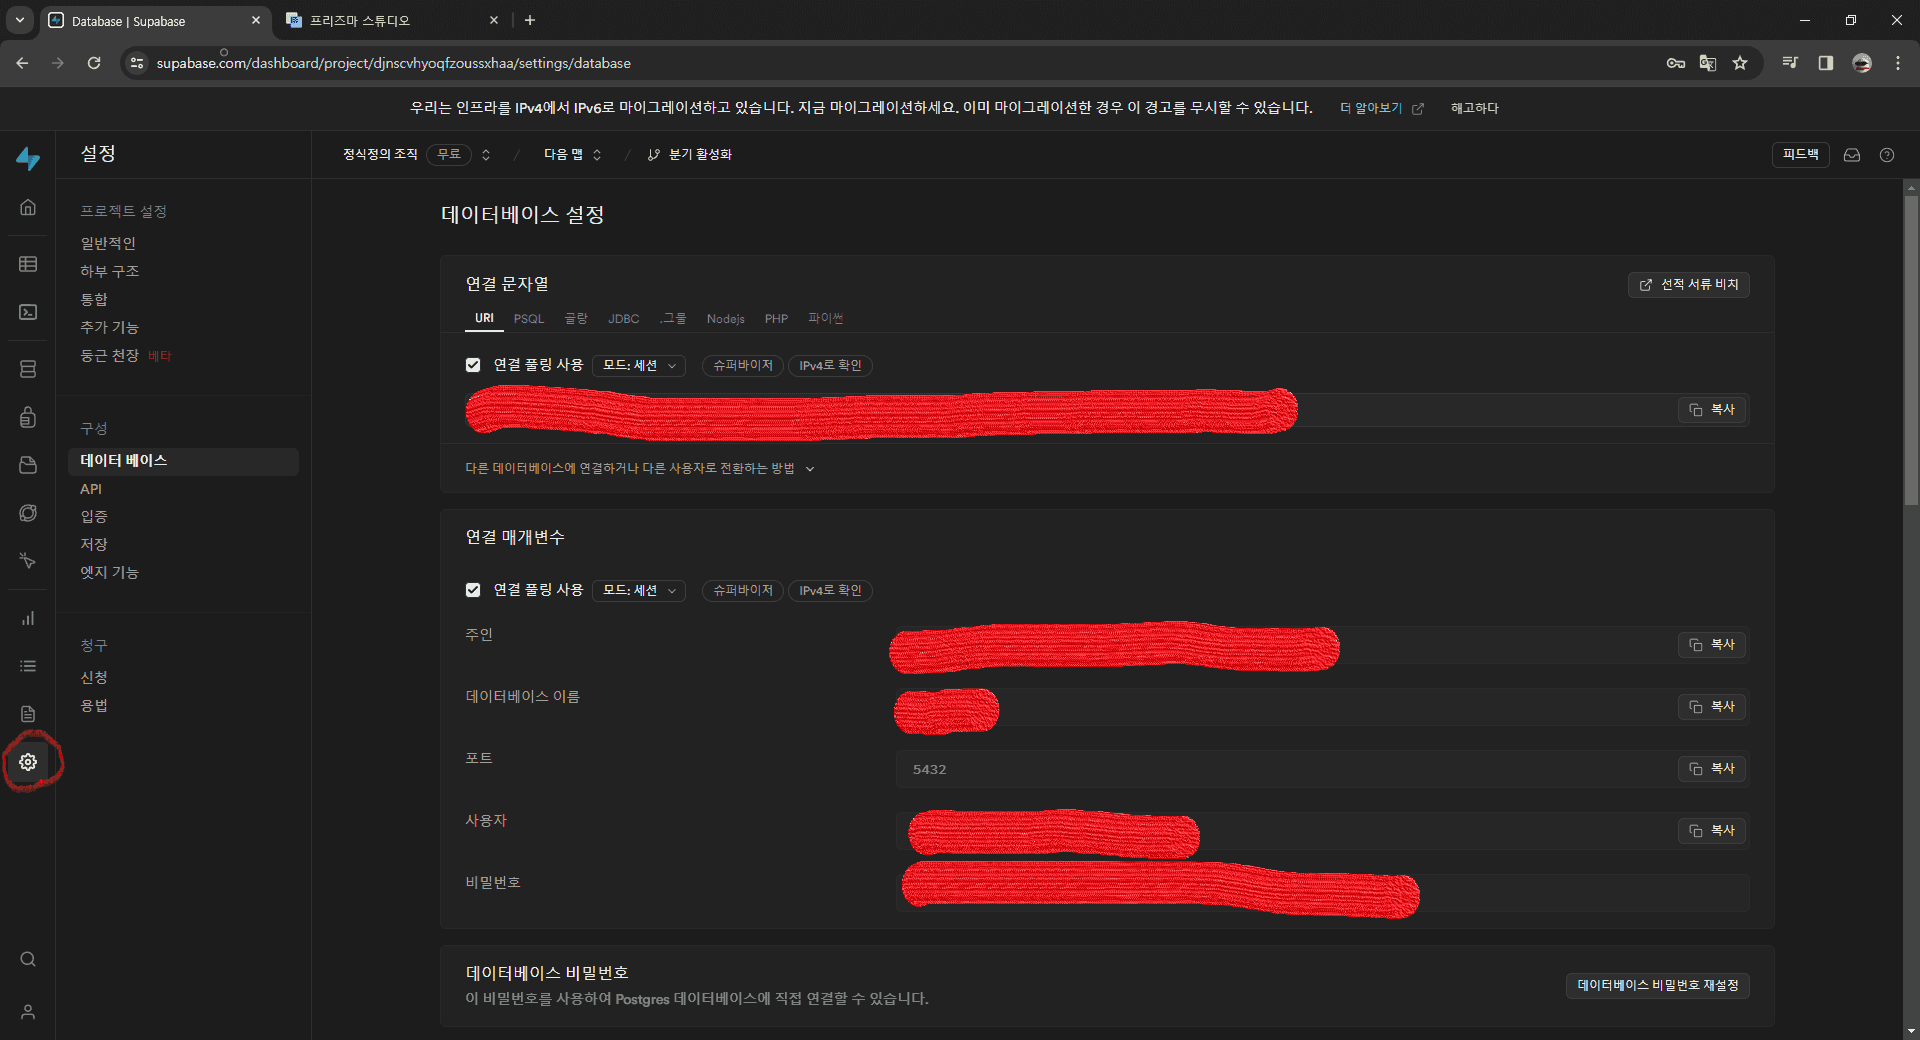 Database | Supabase
프리즈마 스튜디오
supabase.com/dashboard/project/djnscvhyoqfzoussxhaa/settings/database
우리는 인프라를 IPv4에서 IPv6로 마이그레이션하고 있습니다. 지금 마이그레이션하세요. 이미 마이그레이션한 경우 이 경고를 무시할 수 있습니다. 더 알아보기 해고하다
설정
정식정의 조직 무료 / 다음 맵 / 분기 활성화
피드백
프로젝트 설정
일반적인
하부 구조
통합
추가 기능
둥근 천장 베타
구성
데이터 베이스
API
입증
저장
엣지 기능
청구
신청
용법
데이터베이스 설정
연결 문자열
선적 서류 비치
URI PSQL 골랑 JDBC .그물 Nodejs PHP 파이썬
연결 풀링 사용 모드: 세션 슈퍼바이저 IPv4로 확인
복사
다른 데이터베이스에 연결하거나 다른 사용자로 전환하는 방법
연결 매개변수
연결 풀링 사용 모드: 세션 슈퍼바이저 IPv4로 확인
주인
복사
데이터베이스 이름
복사
포트
5432
복사
사용자
복사
비밀번호
데이터베이스 비밀번호
이 비밀번호를 사용하여 Postgres 데이터베이스에 직접 연결할 수 있습니다.
데이터베이스 비밀번호 재설정